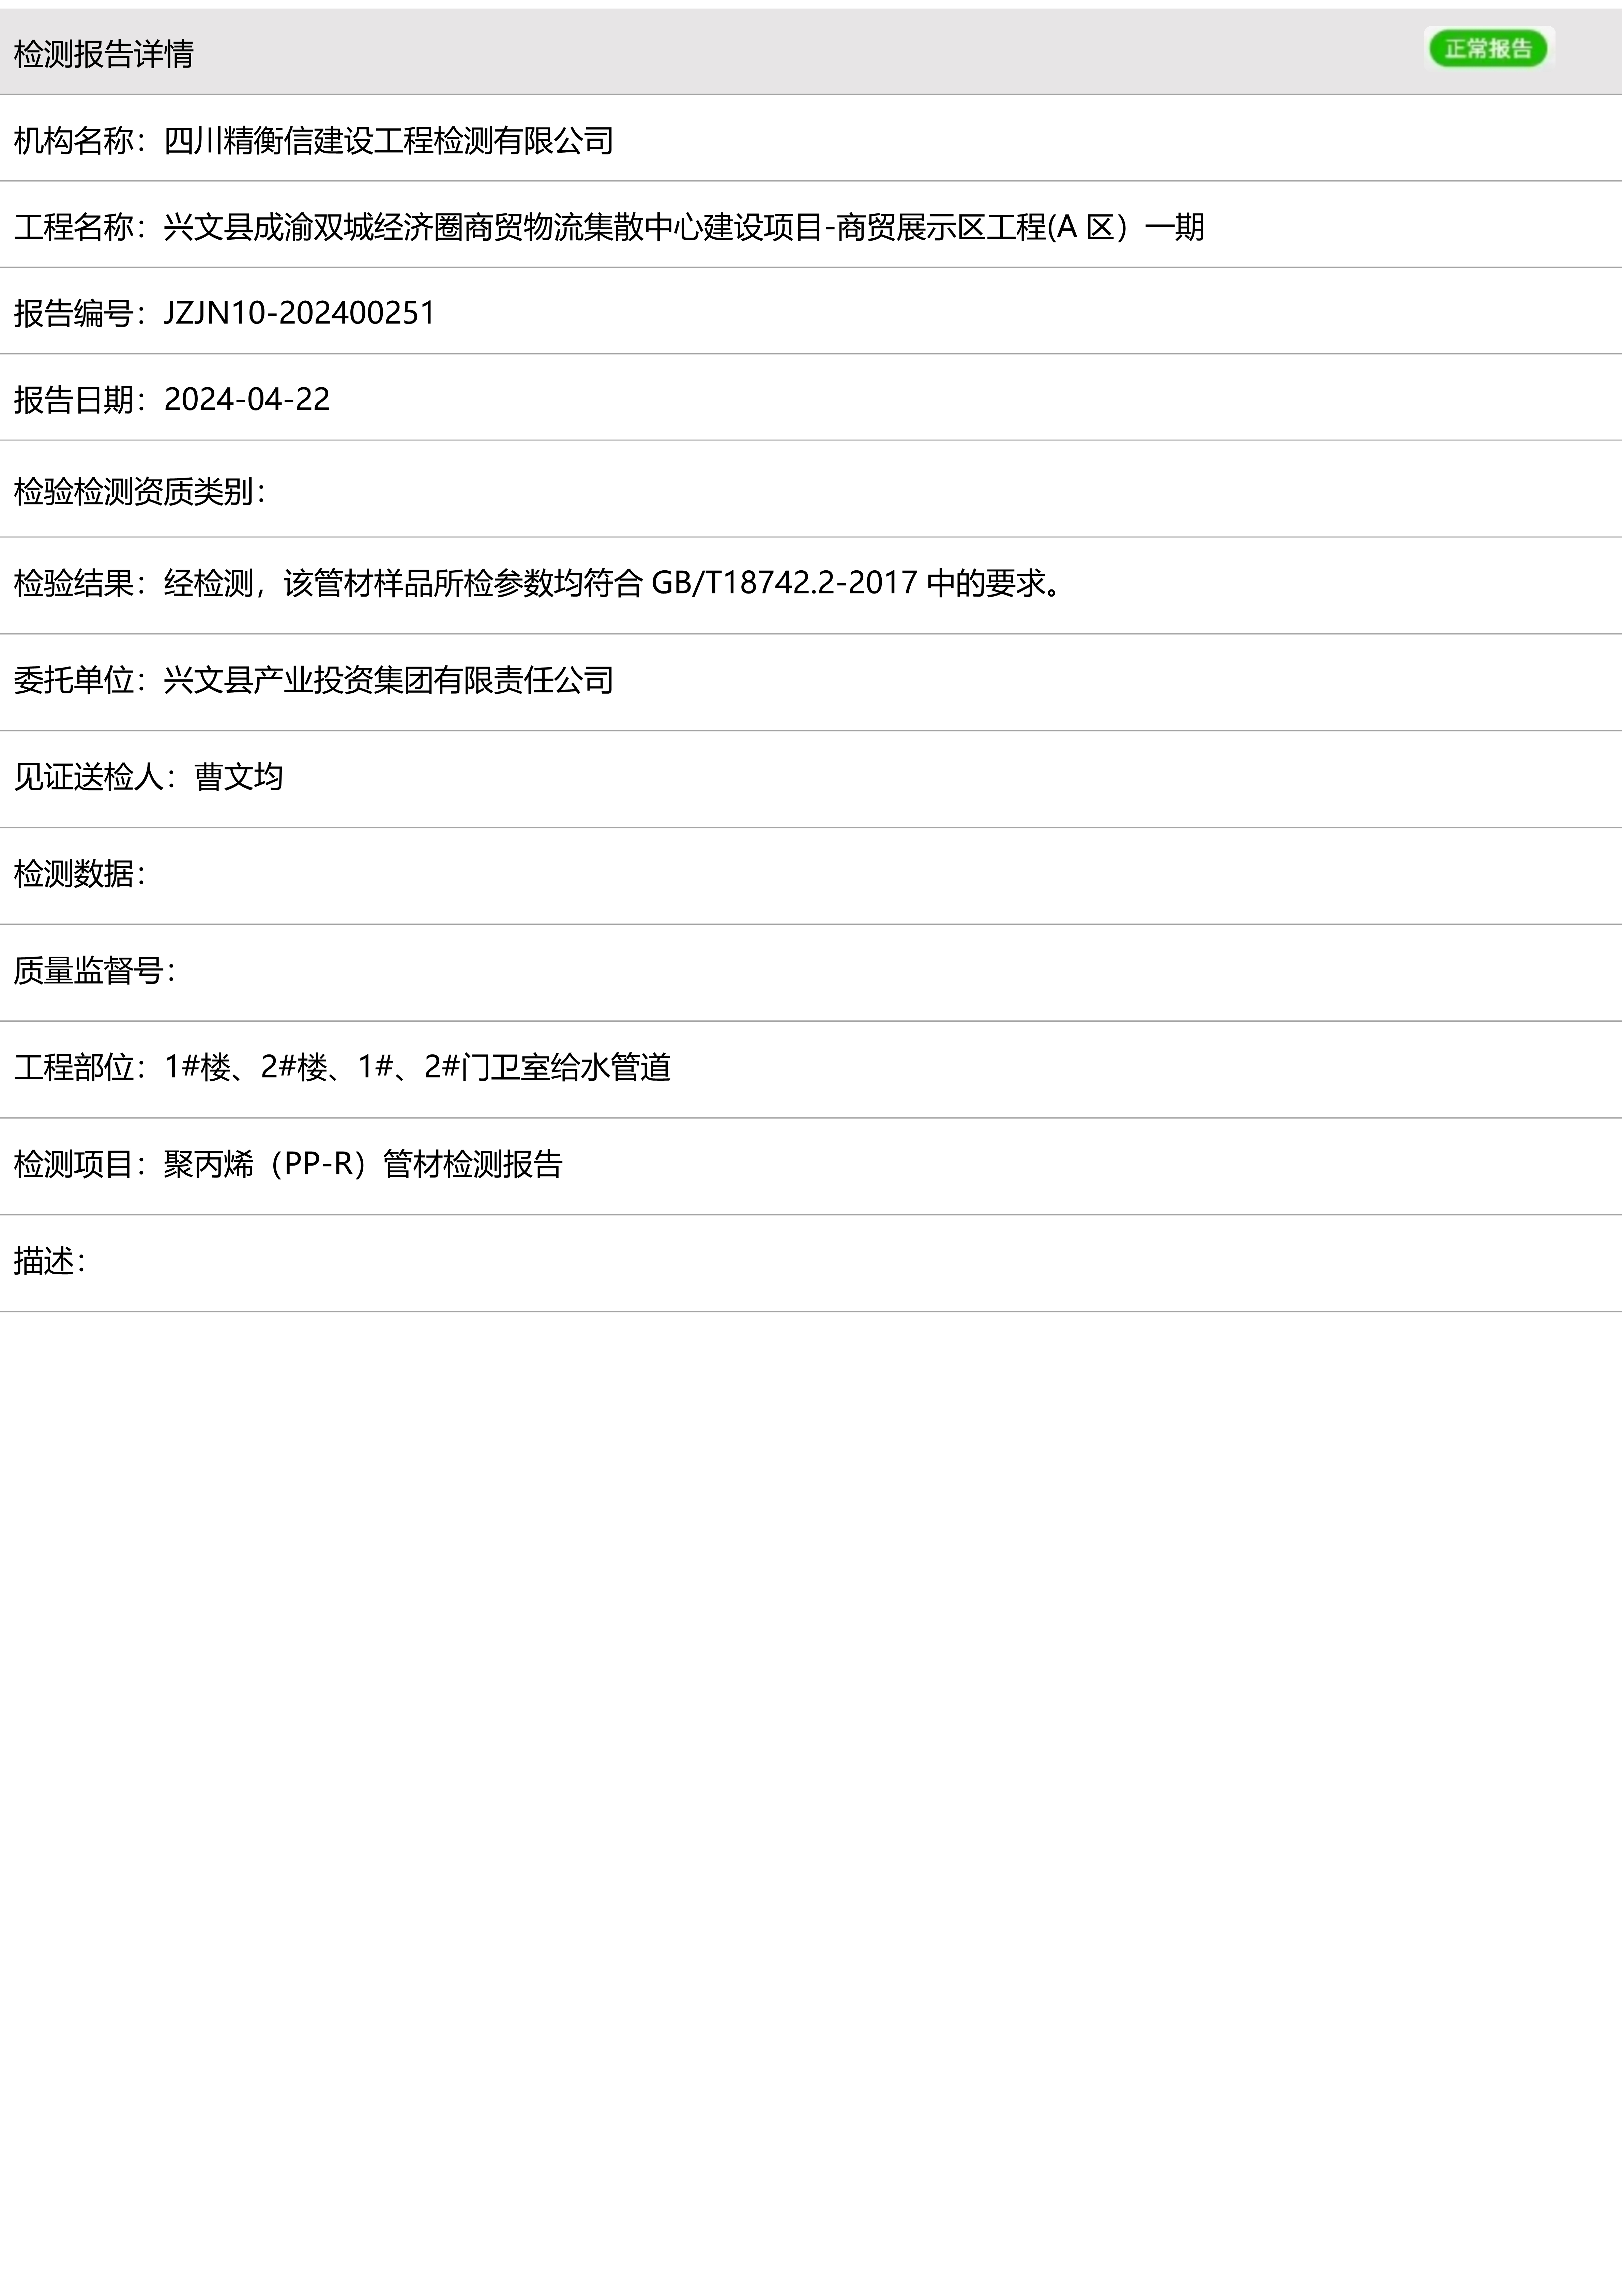 检测报告详情
正常报告
机构名称：四川精衡信建设工程检测有限公司
工程名称：兴文县成渝双城经济圈商贸物流集散中心建设项目-商贸展示区工程(A 区）一期
报告编号：JZJN10-202400251
报告日期：2024-04-22
检验检测资质类别：
检验结果：经检测，该管材样品所检参数均符合 GB/T18742.2-2017 中的要求。
委托单位：兴文县产业投资集团有限责任公司
见证送检人：曹文均
检测数据：
质量监督号：
工程部位：1#楼、2#楼、1#、2#门卫室给水管道
检测项目：聚丙烯（PP-R）管材检测报告
描述：